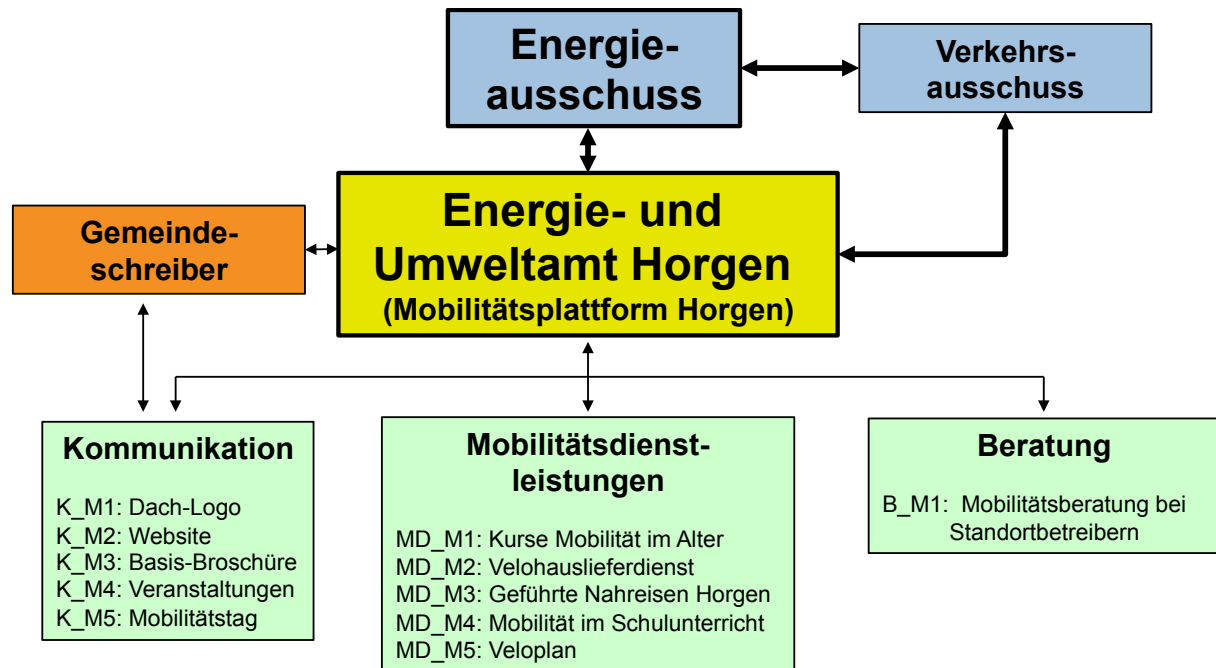 Energie-
ausschuss
Verkehrs-
ausschuss
Energie- und
Umweltamt Horgen
(Mobilitätsplattform Horgen)
Gemeinde-
schreiber
Kommunikation
K_M1: Dach-Logo
K_M2: Website
K_M3: Basis-Broschüre
K_M4: Veranstaltungen
K_M5: Mobilitätstag
Mobilitätsdienst-
leistungen
MD_M1: Kurse Mobilität im Alter
MD_M2: Velohauslieferdienst
MD_M3: Geführte Nahreisen Horgen
MD_M4: Mobilität im Schulunterricht
MD_M5: Veloplan
Beratung
B_M1: Mobilitätsberatung bei
Standortbetreibern